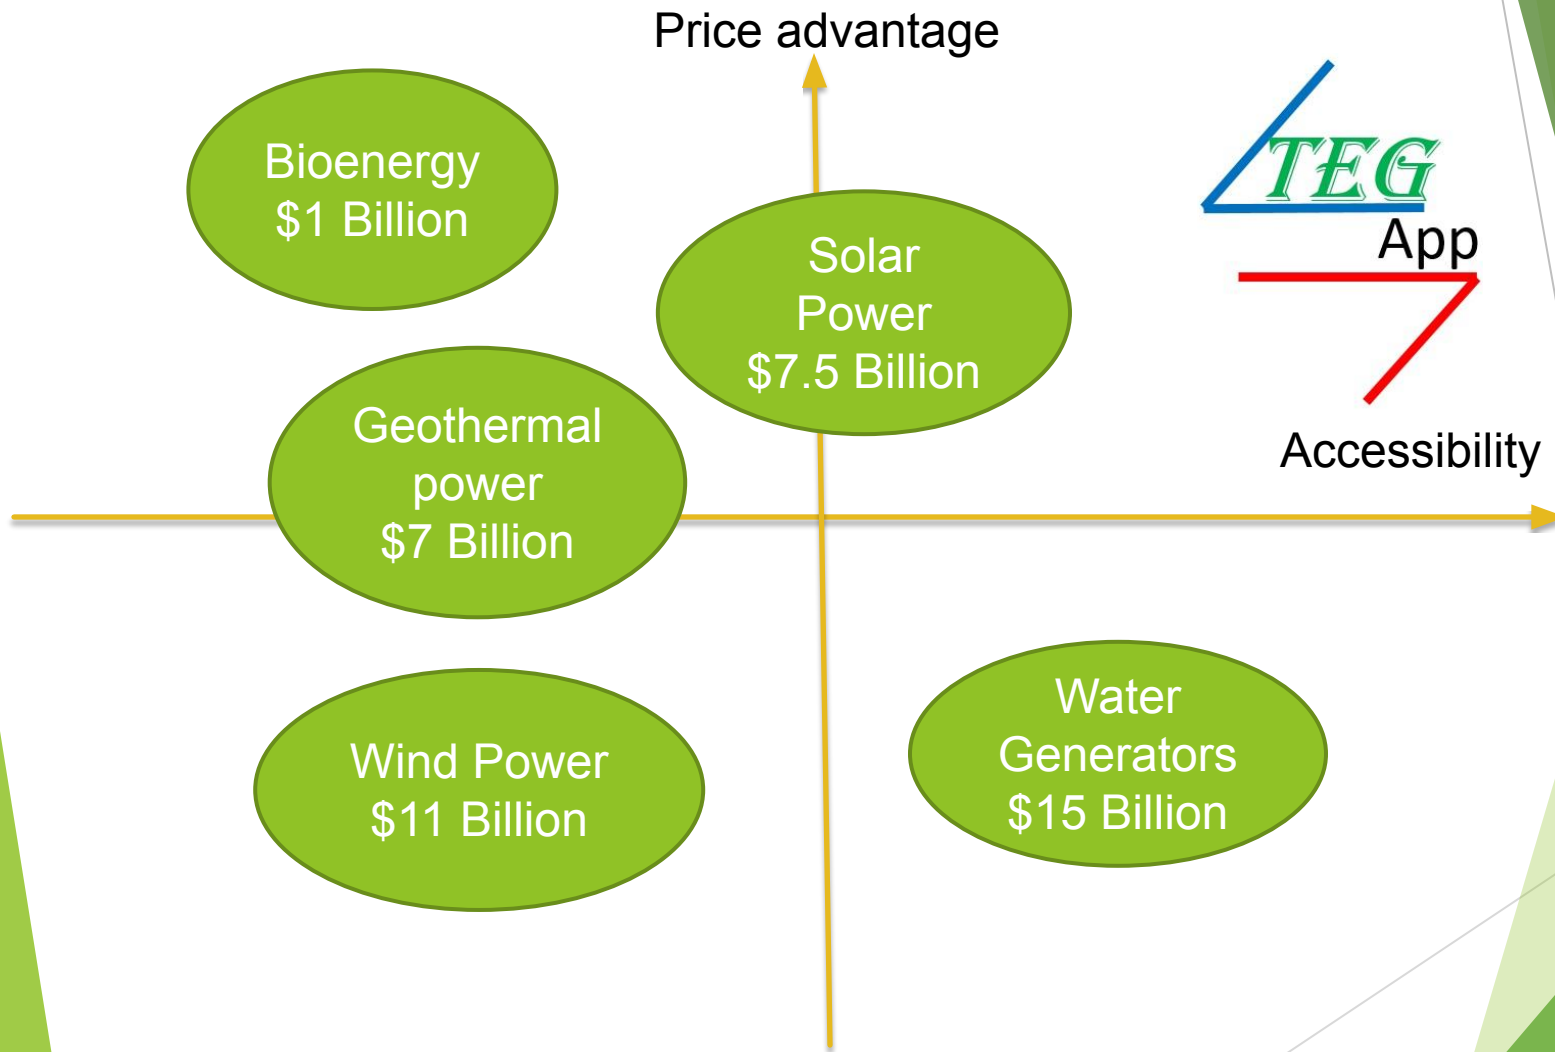 Price advantage
Bioenergy
$1 Billion
TEG
App
Solar
Power
$7.5 Billion
Geothermal
power
$7 Billion
Accessibility
Wind Power
$11 Billion
Water
Generators
$15 Billion